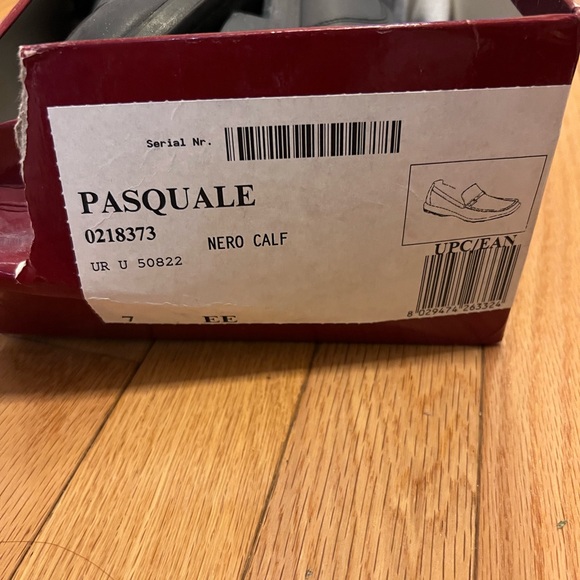 Serial Nr.
PASQUALE
0218373 NERO CALF
UR U 50822
UPC/EAN
8 029474 263324
7 EE